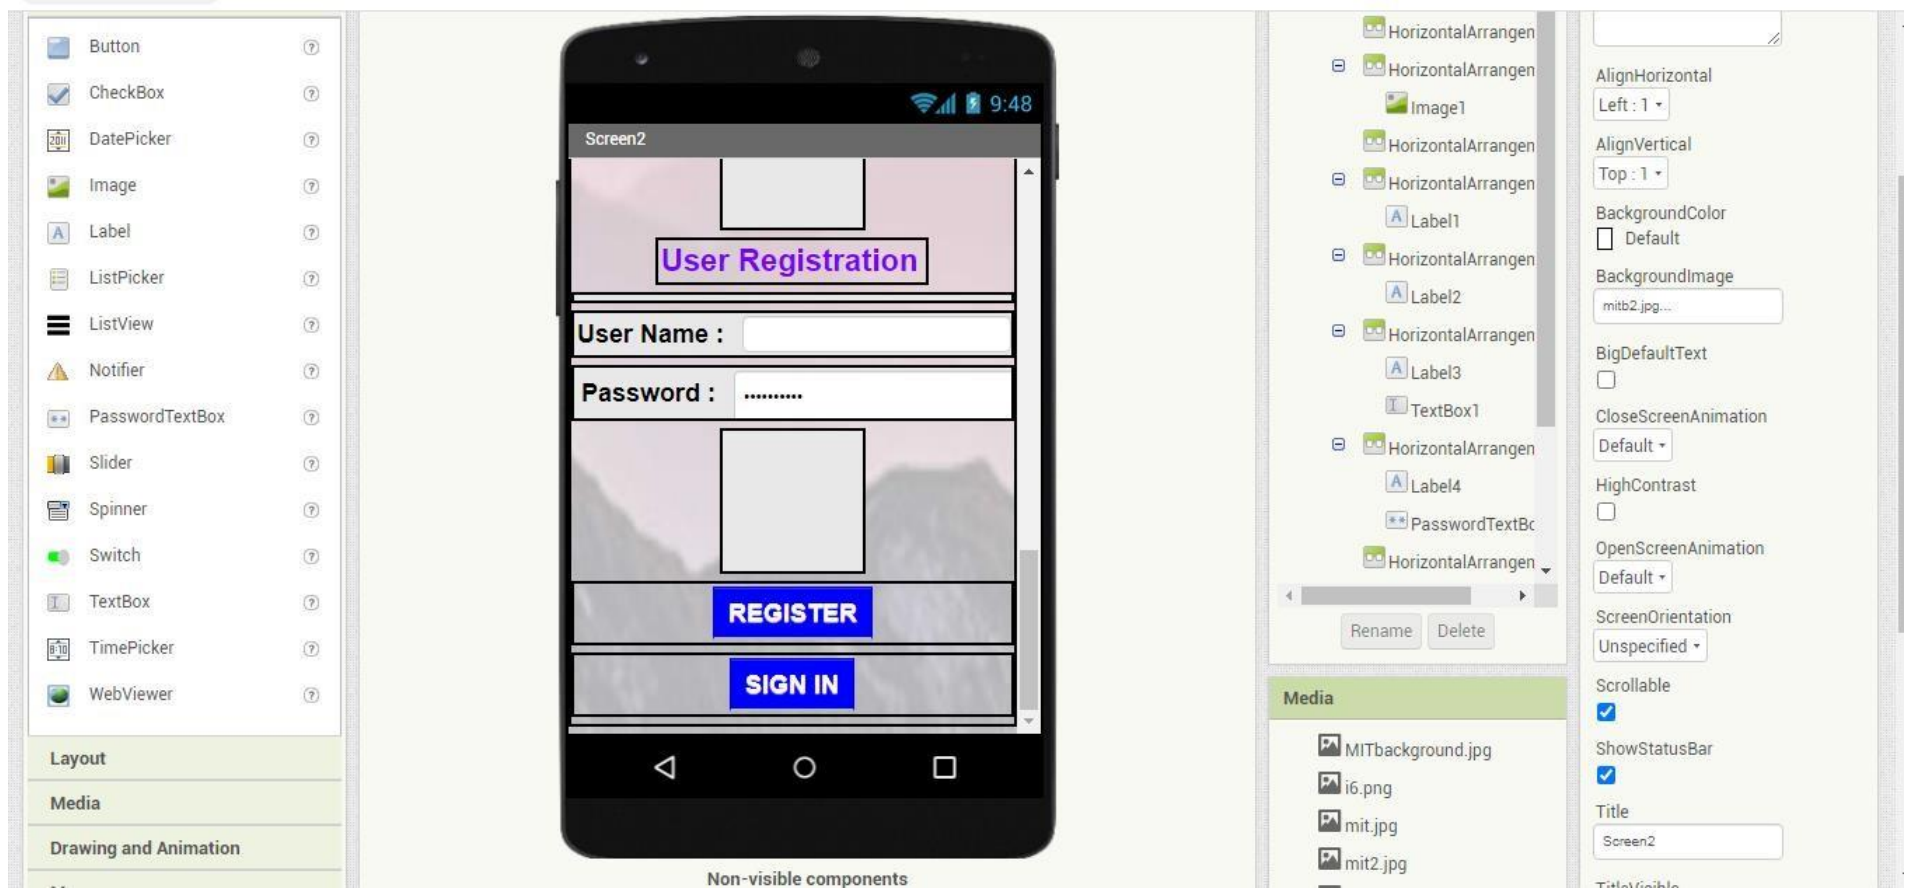 Button
CheckBox
DatePicker
Image
Label
ListPicker
ListView
Notifier
PasswordTextBox
Slider
Spinner
Switch
TextBox
TimePicker
WebViewer
Layout
Media
Drawing and Animation
9:48
Screen2
User Registration
User Name :
Password :
REGISTER
SIGN IN
Non-visible components
HorizontalArrangen
HorizontalArrangen
Image1
HorizontalArrangen
HorizontalArrangen
Label1
HorizontalArrangen
Label2
HorizontalArrangen
Label3
TextBox1
HorizontalArrangen
Label4
PasswordTextBo
HorizontalArrangen
Rename
Delete
Media
MITbackground.jpg
i6.png
mit.jpg
mit2.jpg
AlignHorizontal
Left : 1
AlignVertical
Top : 1
BackgroundColor
Default
BackgroundImage
mitb2.jpg...
BigDefaultText
CloseScreenAnimation
Default
HighContrast
OpenScreenAnimation
Default
ScreenOrientation
Unspecified
Scrollable
ShowStatusBar
Title
Screen2
TitleVisible